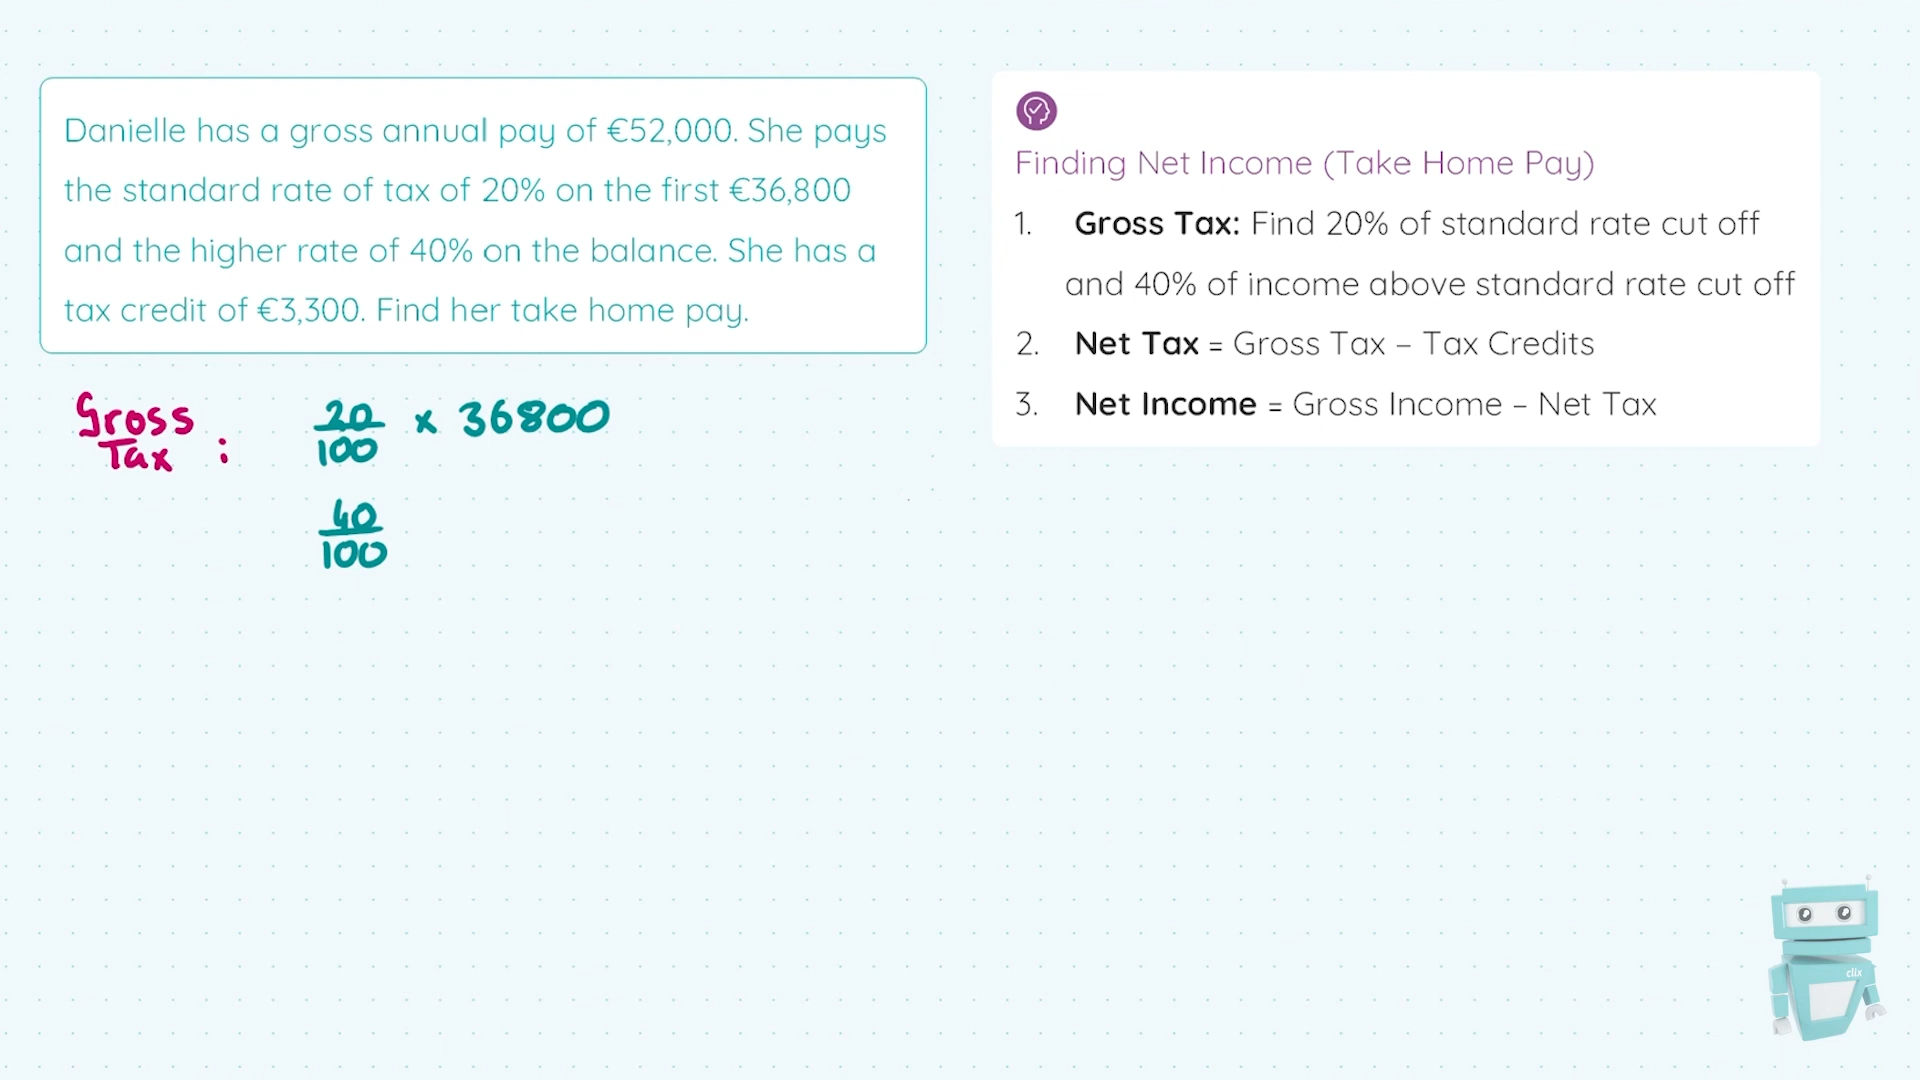 Danielle has a gross annual pay of €52,000. She pays
the standard rate of tax of 20% on the first €36,800
and the higher rate of 40% on the balance. She has a
tax credit of €3,300. Find her take home pay.
Finding Net Income (Take Home Pay)
1. Gross Tax: Find 20% of standard rate cut off
and 40% of income above standard rate cut off
2. Net Tax = Gross Tax – Tax Credits
3. Net Income = Gross Income – Net Tax
Gross
Tax :
20
100
x 36800
40
100
clix